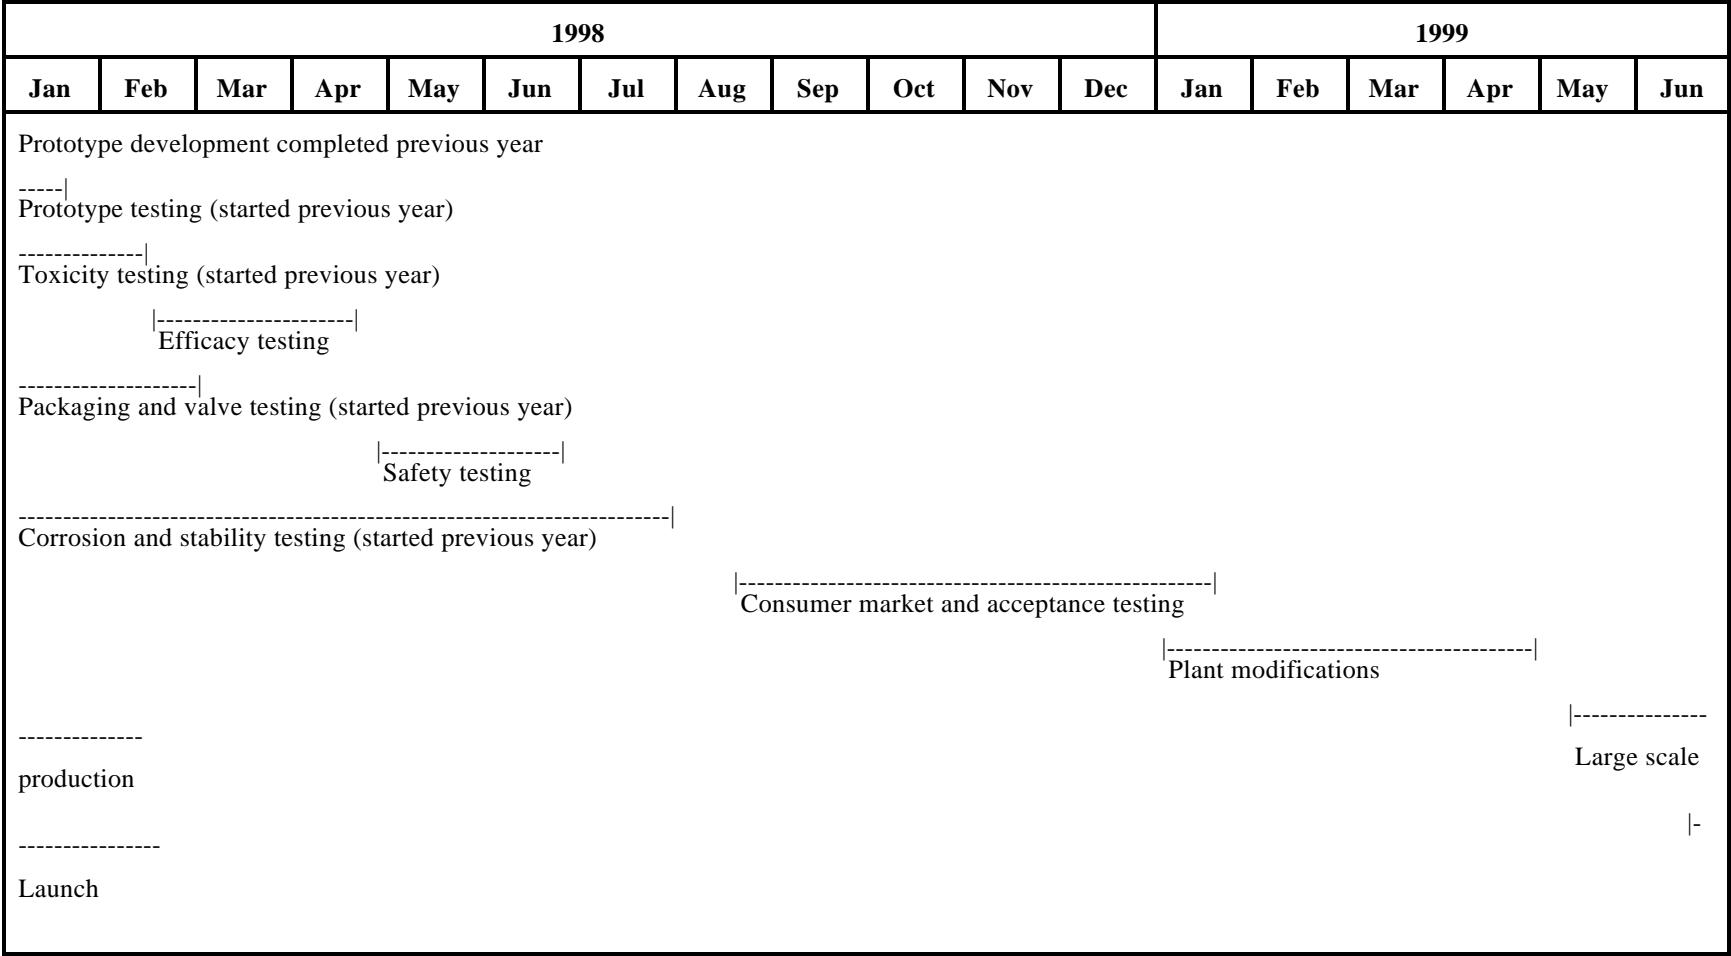 1998 1999
Jan Feb Mar Apr May Jun Jul Aug Sep Oct Nov Dec Jan Feb Mar Apr May Jun
Prototype development completed previous year
-----|
Prototype testing (started previous year)
--------------|
Toxicity testing (started previous year)
|----------------------|
Efficacy testing
--------------------|
Packaging and valve testing (started previous year)
|--------------------|
Safety testing
-------------------------------------------------------------------------|
Corrosion and stability testing (started previous year)
|-----------------------------------------------------|
Consumer market and acceptance testing
|-----------------------------------------|
Plant modifications
|---------------
--------------
Large scale
production
|-
----------------
Launch